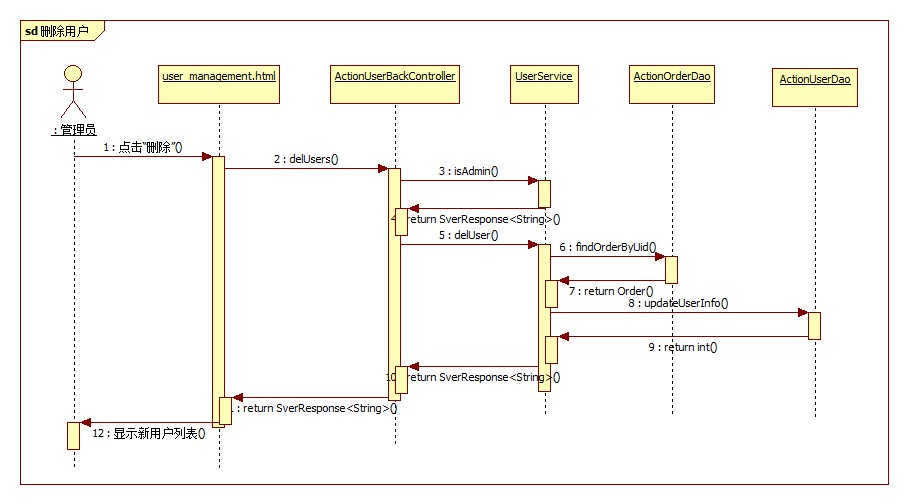 sd 删除用户
user_management.html
ActionUserBackController
UserService
ActionOrderDao
ActionUserDao
: 管理员
1 : 点击“删除”()
2 : delUsers()
3 : isAdmin()
4 : return SverResponse<String>()
5 : delUser()
6 : findOrderByUid()
7 : return Order()
8 : updateUserInfo()
9 : return int()
10 : return SverResponse<String>()
1 : return SverResponse<String>()
12 : 显示新用户列表()